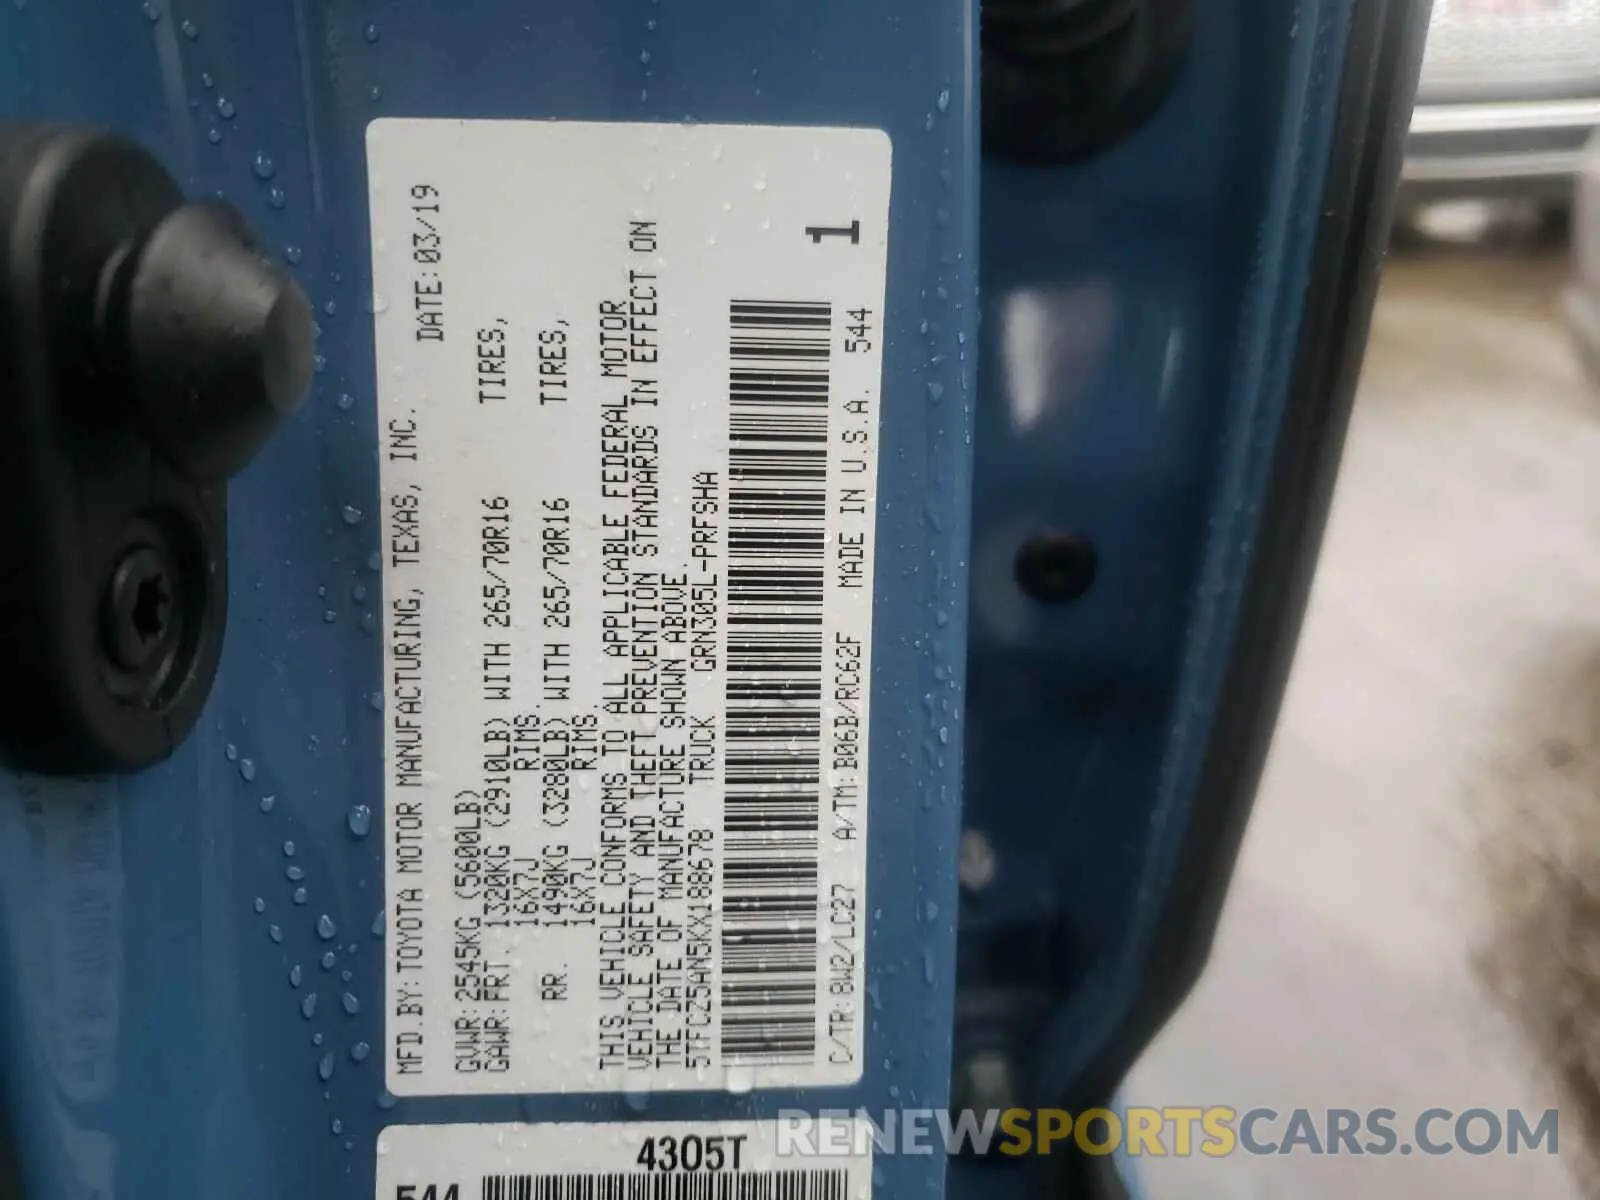 MFD.BY:TOYOTA MOTOR MANUFACTURING, TEXAS, INC.
DATE:03/19
GVWR:2545KG (5600LB)
GAWR:FRT. 1320KG (2910LB) WITH 265/70R16 TIRES,
16X7J RIMS.
RR. 1490KG (3280LB) WITH 265/70R16 TIRES,
16X7J RIMS.
THIS VEHICLE CONFORMS TO ALL APPLICABLE FEDERAL MOTOR
VEHICLE SAFETY AND THEFT PREVENTION STANDARDS IN EFFECT ON
THE DATE OF MANUFACTURE SHOWN ABOVE.
5TFCZ5AN5KX188678 TRUCK GRN305L-PRFSHA
1
C/TR:8W2/LC27 A/TM:B06B/RC62F MADE IN U.S.A. 544
4305T
544
RENEWSPORTSCARS.COM